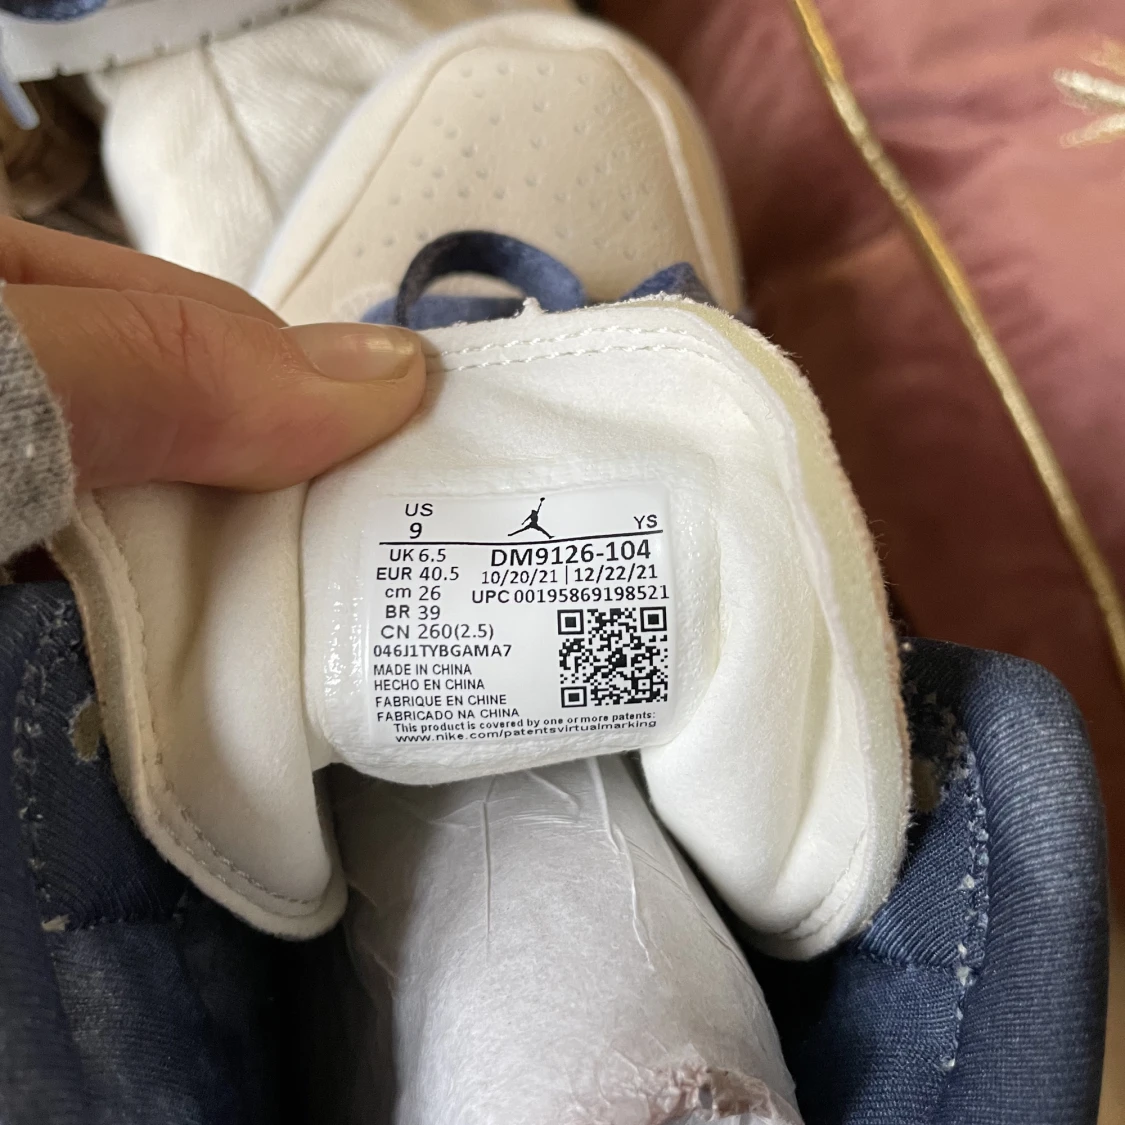 US
9
YS
UK 6.5
DM9126-104
EUR 40.5
10/20/21 | 12/22/21
cm 26
UPC 00195869198521
BR 39
CN 260(2.5)
046J1TYBGAMA7
MADE IN CHINA
HECHO EN CHINA
FABRIQUE EN CHINE
FABRICADO NA CHINA
This product is covered by one or more patents:
www.nike.com/patentsvirtualmarking